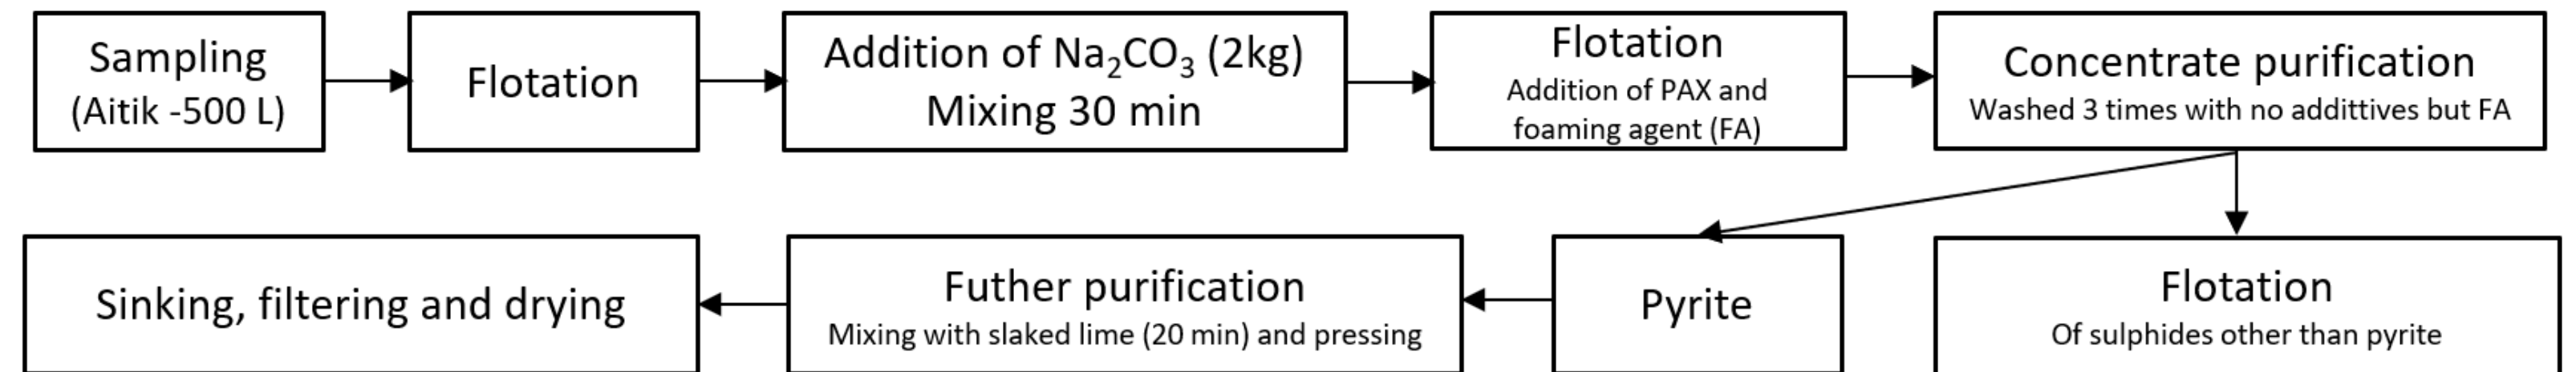 Sampling
(Aitik -500 L)
Flotation
Addition of Na₂CO₃ (2kg)
Mixing 30 min
Flotation
Addition of PAX and
foaming agent (FA)
Concentrate purification
Washed 3 times with no addittives but FA
Sinking, filtering and drying
Futher purification
Mixing with slaked lime (20 min) and pressing
Pyrite
Flotation
Of sulphides other than pyrite